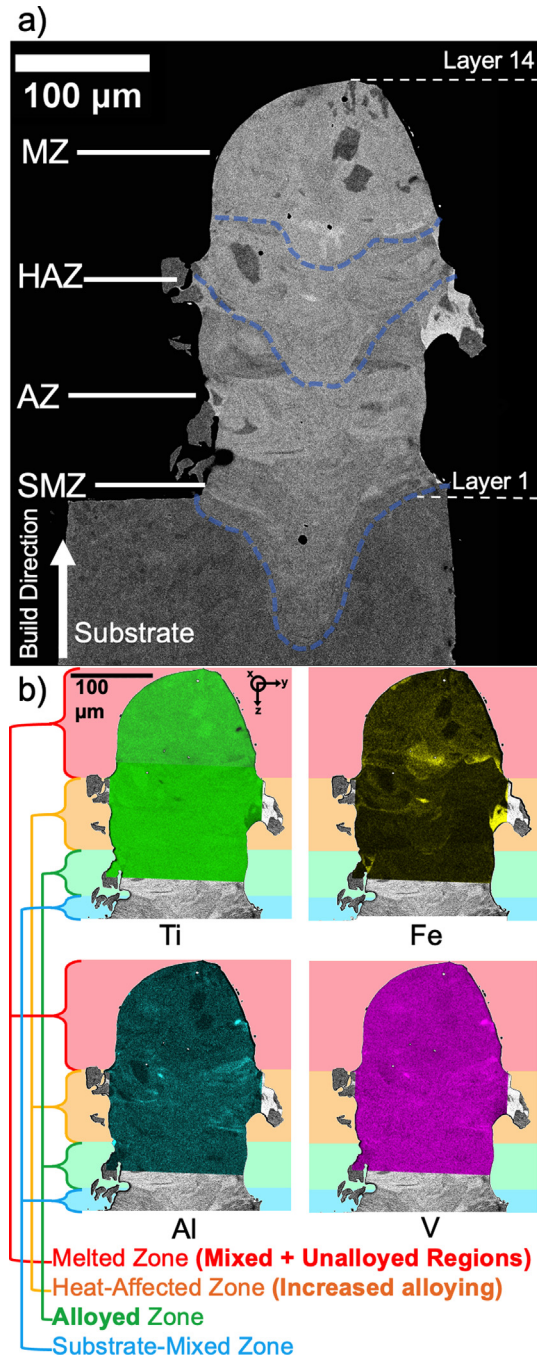 a)
Layer 14
100 µm
MZ
HAZ
AZ
SMZ
Layer 1
Build Direction
Substrate
b)
100
µm
x
y
z
Ti
Fe
Al
V
Melted Zone (Mixed + Unalloyed Regions)
Heat-Affected Zone (Increased alloying)
Alloyed Zone
Substrate-Mixed Zone